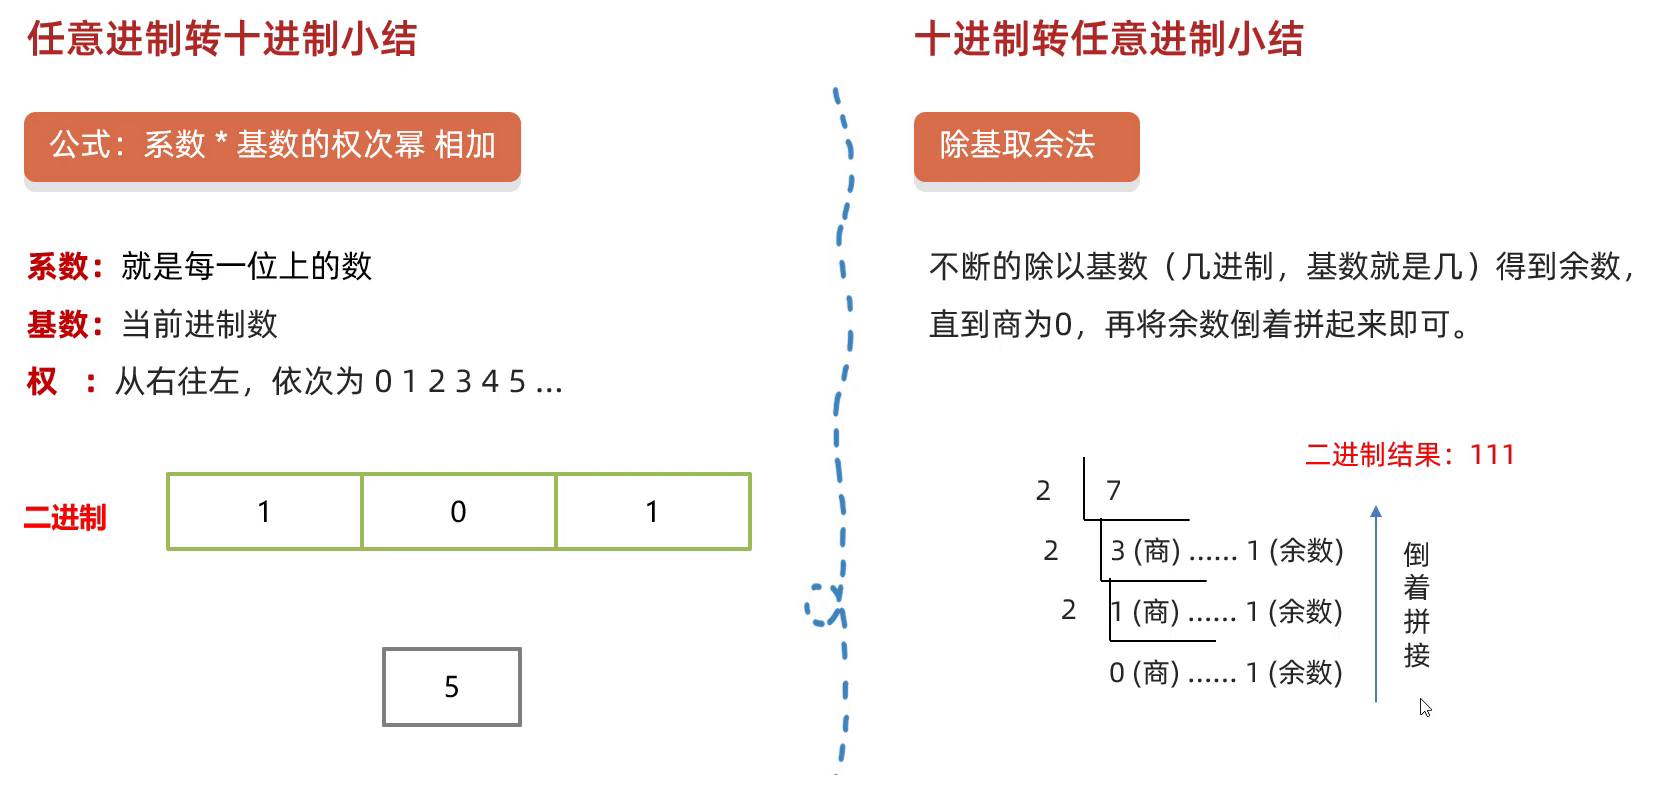 任意进制转十进制小结
公式：系数 * 基数的权次幂 相加
系数：就是每一位上的数
基数：当前进制数
权 ：从右往左，依次为 0 1 2 3 4 5 ...
二进制 1 0 1
5
十进制转任意进制小结
除基取余法
不断的除以基数（几进制，基数就是几）得到余数，
直到商为0，再将余数倒着拼起来即可。
二进制结果：111
2 7
2 3 (商) ...... 1 (余数)
2 1 (商) ...... 1 (余数)
0 (商) ...... 1 (余数)
倒着拼接